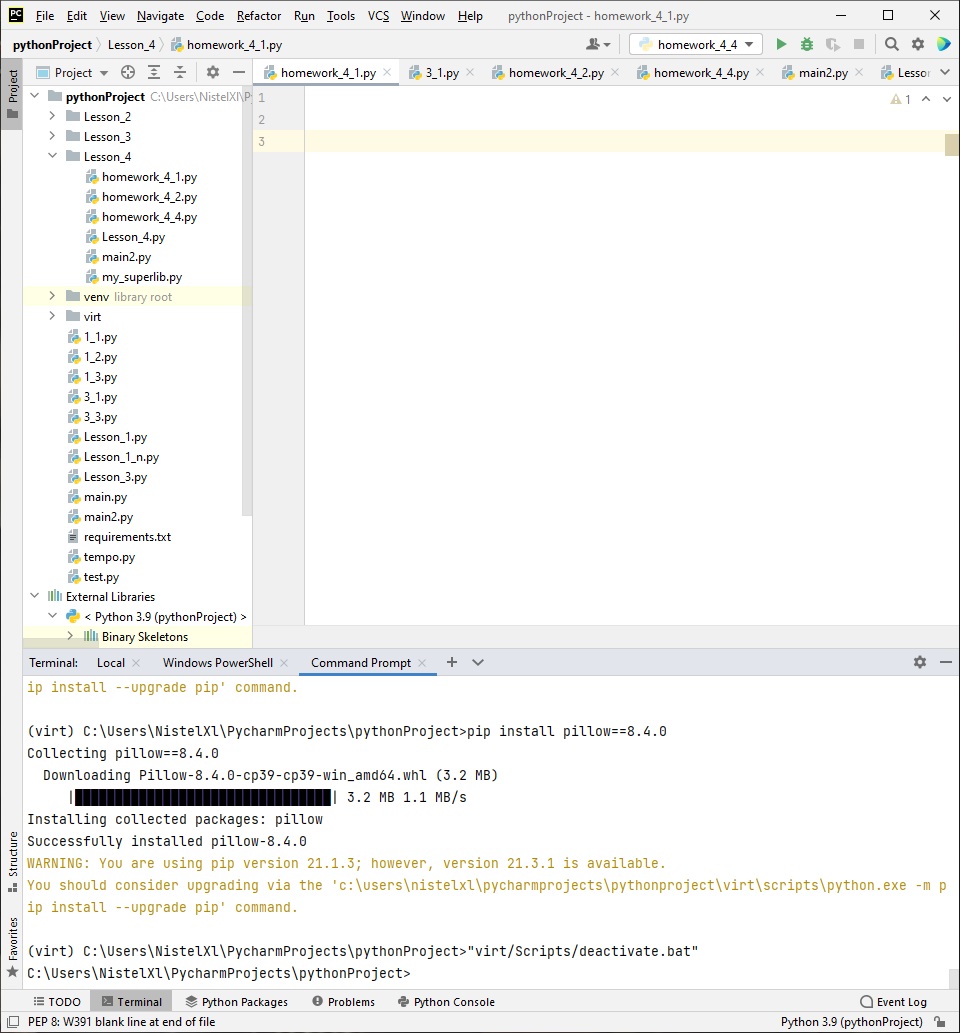 PC File Edit View Navigate Code Refactor Run Tools VCS Window Help pythonProject - homework_4_1.py
pythonProject Lesson_4 homework_4_1.py homework_4_4
Project
Project homework_4_1.py 3_1.py homework_4_2.py homework_4_4.py main2.py Lesso
pythonProject C:\Users\NistelXl\P
Lesson_2
Lesson_3
Lesson_4
homework_4_1.py
homework_4_2.py
homework_4_4.py
Lesson_4.py
main2.py
my_superlib.py
venv library root
virt
1_1.py
1_2.py
1_3.py
3_1.py
3_3.py
Lesson_1.py
Lesson_1_n.py
Lesson_3.py
main.py
main2.py
requirements.txt
tempo.py
test.py
External Libraries
< Python 3.9 (pythonProject) >
Binary Skeletons
1
2
3
1
Terminal: Local Windows PowerShell Command Prompt
ip install --upgrade pip' command.
(virt) C:\Users\NistelXl\PycharmProjects\pythonProject>pip install pillow==8.4.0
Collecting pillow==8.4.0
Downloading Pillow-8.4.0-cp39-cp39-win_amd64.whl (3.2 MB)
|████████████████████████████████| 3.2 MB 1.1 MB/s
Installing collected packages: pillow
Successfully installed pillow-8.4.0
WARNING: You are using pip version 21.1.3; however, version 21.3.1 is available.
You should consider upgrading via the 'c:\users\nistelxl\pycharmprojects\pythonproject\virt\scripts\python.exe -m p
ip install --upgrade pip' command.
(virt) C:\Users\NistelXl\PycharmProjects\pythonProject>"virt/Scripts/deactivate.bat"
C:\Users\NistelXl\PycharmProjects\pythonProject>
Structure
Favorites
TODO Terminal Python Packages Problems Python Console Event Log
PEP 8: W391 blank line at end of file Python 3.9 (pythonProject)